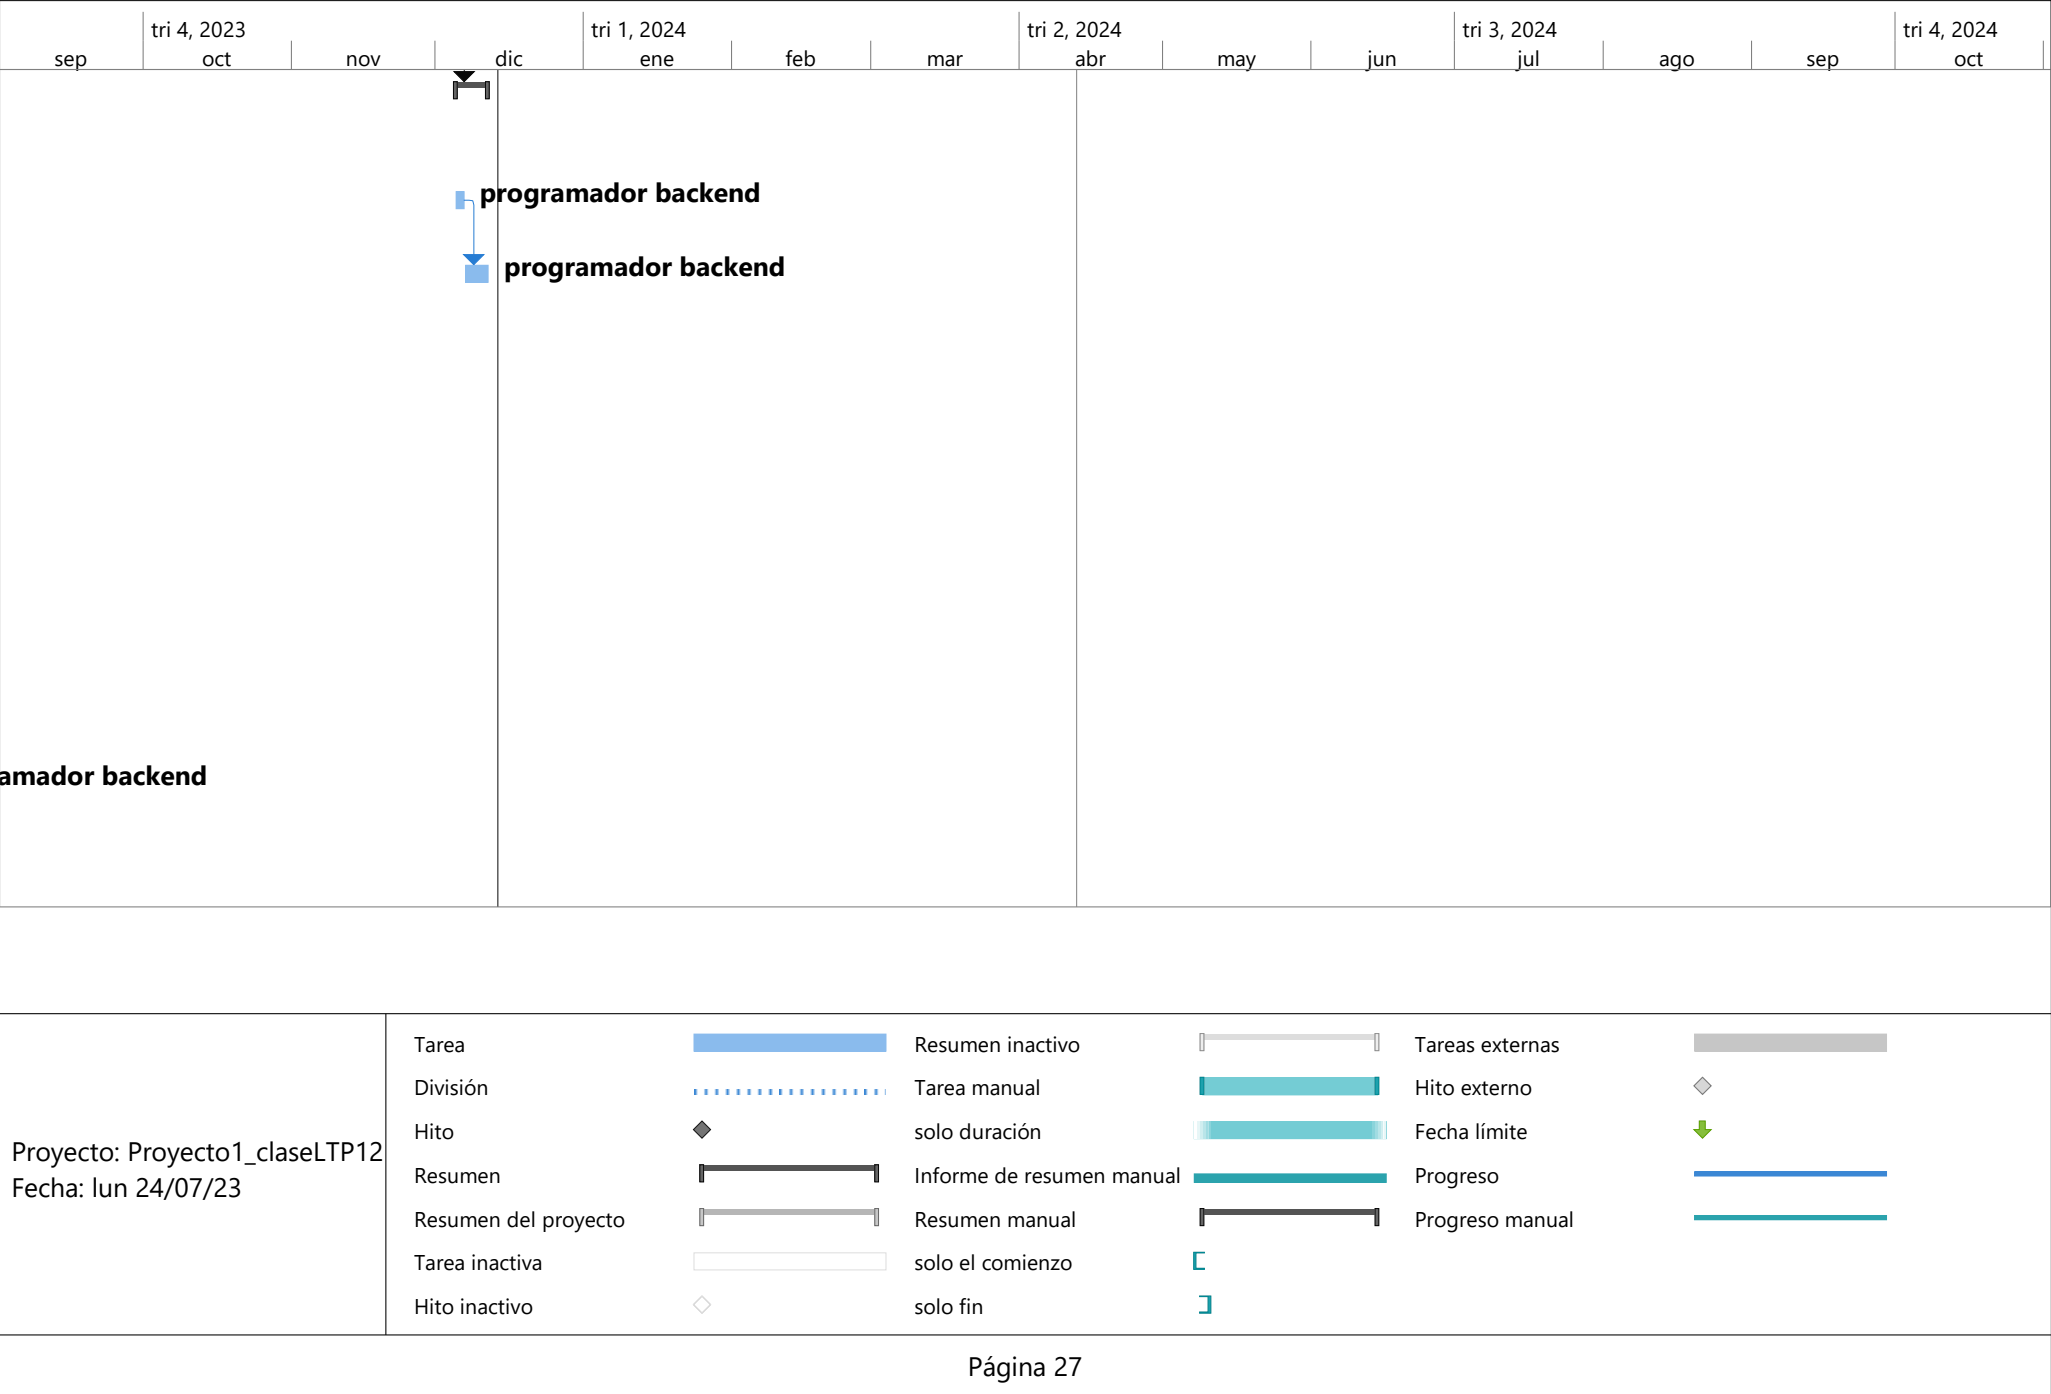 tri 4, 2023 tri 1, 2024 tri 2, 2024 tri 3, 2024 tri 4, 2024
sep oct nov dic ene feb mar abr may jun jul ago sep oct
programador backend
programador backend
amador backend
Proyecto: Proyecto1_claseLTP12
Fecha: lun 24/07/23
Tarea
División
Hito
Resumen
Resumen del proyecto
Tarea inactiva
Hito inactivo
Resumen inactivo
Tarea manual
solo duración
Informe de resumen manual
Resumen manual
solo el comienzo
solo fin
Tareas externas
Hito externo
Fecha límite
Progreso
Progreso manual
Página 27